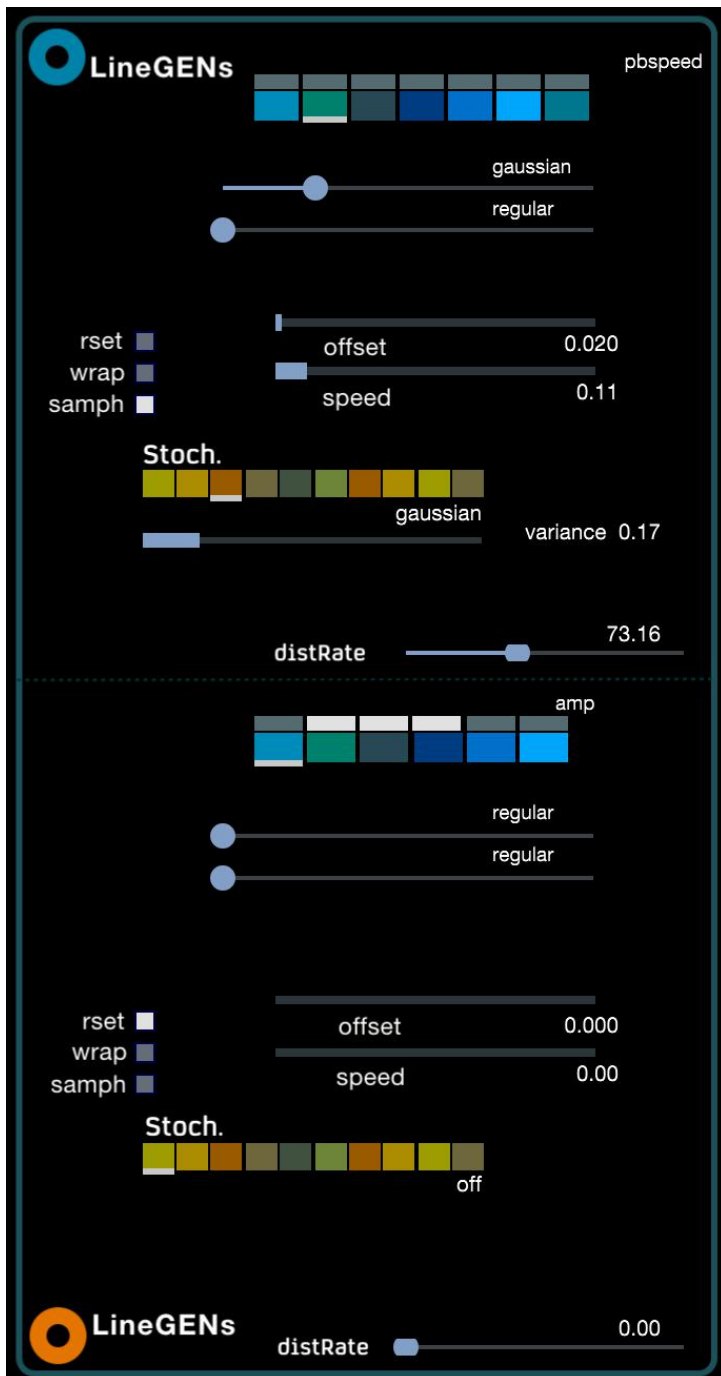 LineGENs
pbspeed
gaussian
regular
rset
offset 0.020
wrap
samph
speed 0.11
Stoch.
gaussian
variance 0.17
73.16
distRate
amp
regular
regular
rset
offset 0.000
wrap
samph
speed 0.00
Stoch.
off
LineGENs
0.00
distRate